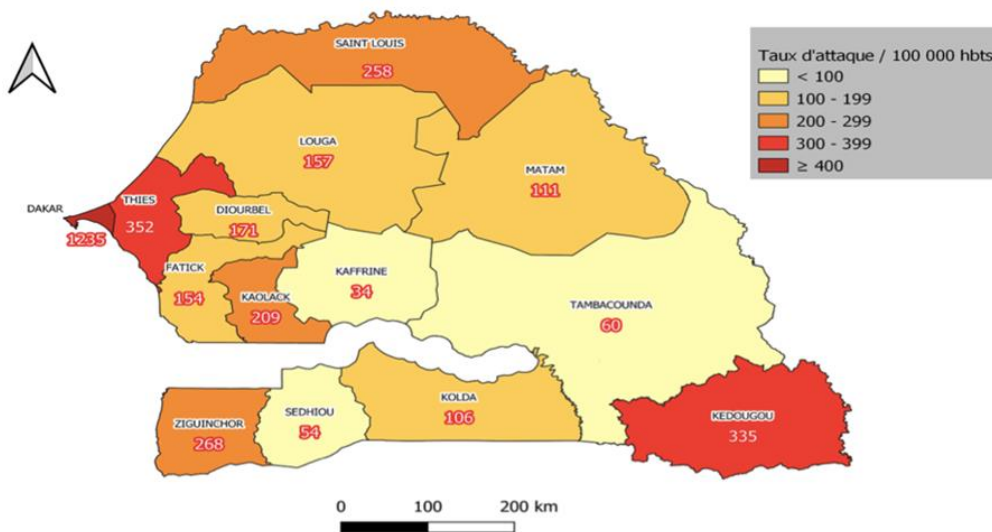 SAINT LOUIS
258
Taux d'attaque / 100 000 hbts
< 100
100 - 199
200 - 299
300 - 399
≥ 400
LOUGA
157
MATAM
111
THIES
352
DAKAR
1235
DIOURBEL
171
FATICK
154
KAOLACK
209
KAFFRINE
34
TAMBACOUNDA
60
ZIGUINCHOR
268
SEDHIOU
54
KOLDA
106
KEDOUGOU
335
0 100 200 km